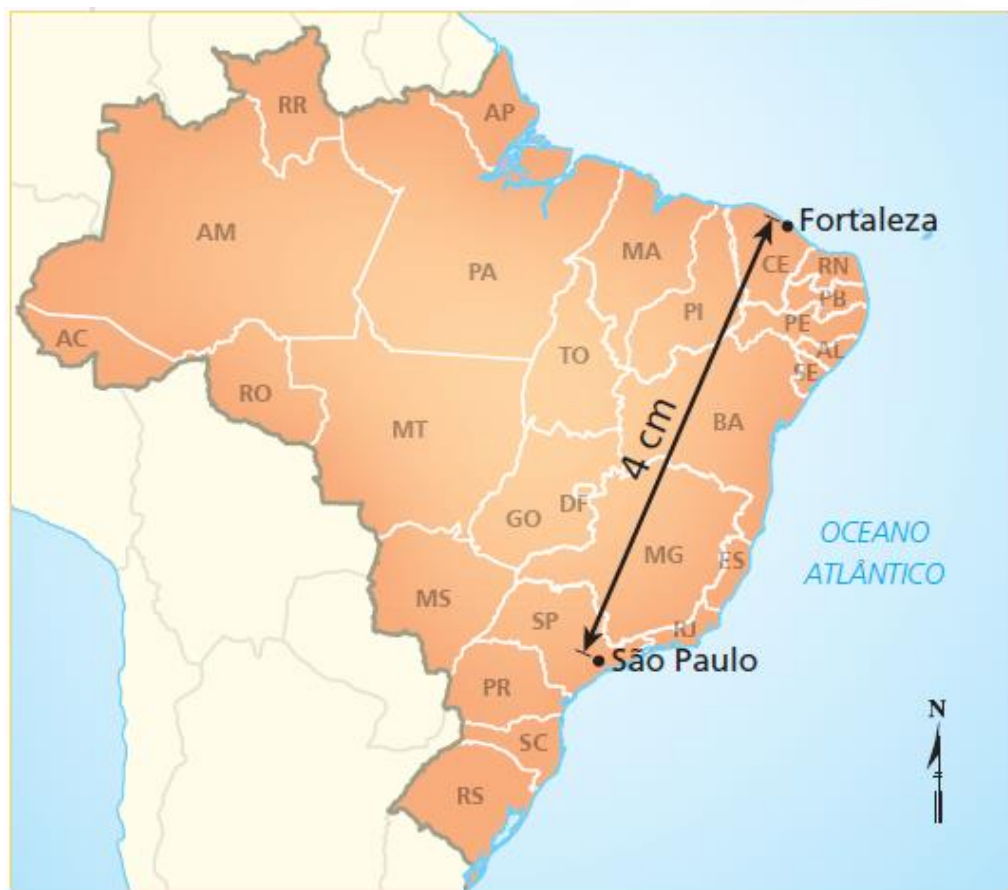 RR
AP
AM
PA
MA
Fortaleza
CE
RN
PB
PI
PE
AL
SE
AC
RO
TO
MT
BA
4 cm
DF
GO
MG
ES
OCEANO
ATLÂNTICO
MS
SP
RJ
São Paulo
PR
SC
RS
N